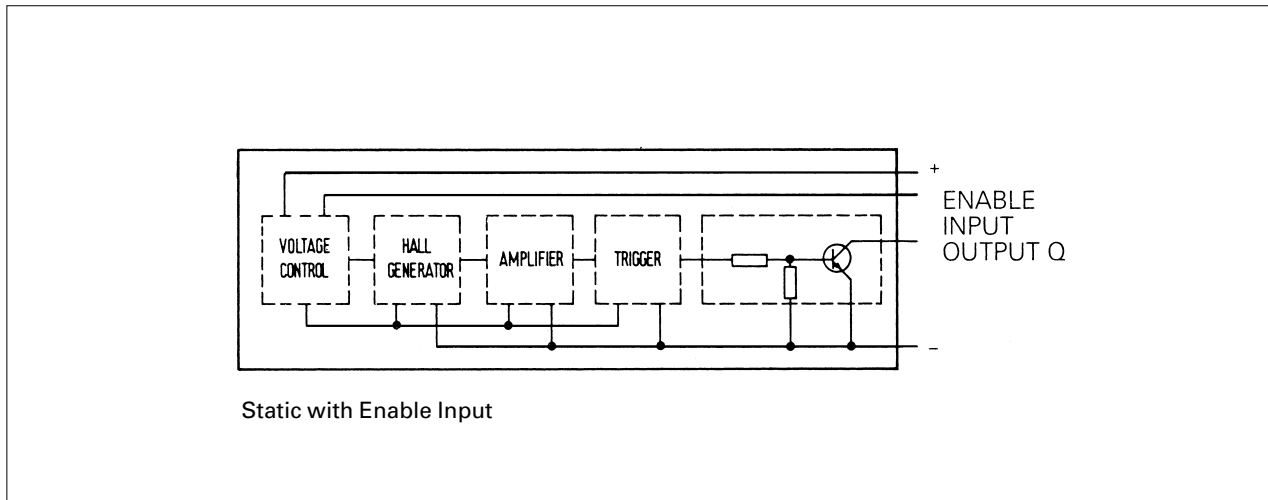 +
ENABLE
INPUT
OUTPUT Q
VOLTAGE
CONTROL
HALL
GENERATOR
AMPLIFIER
TRIGGER
–
Static with Enable Input